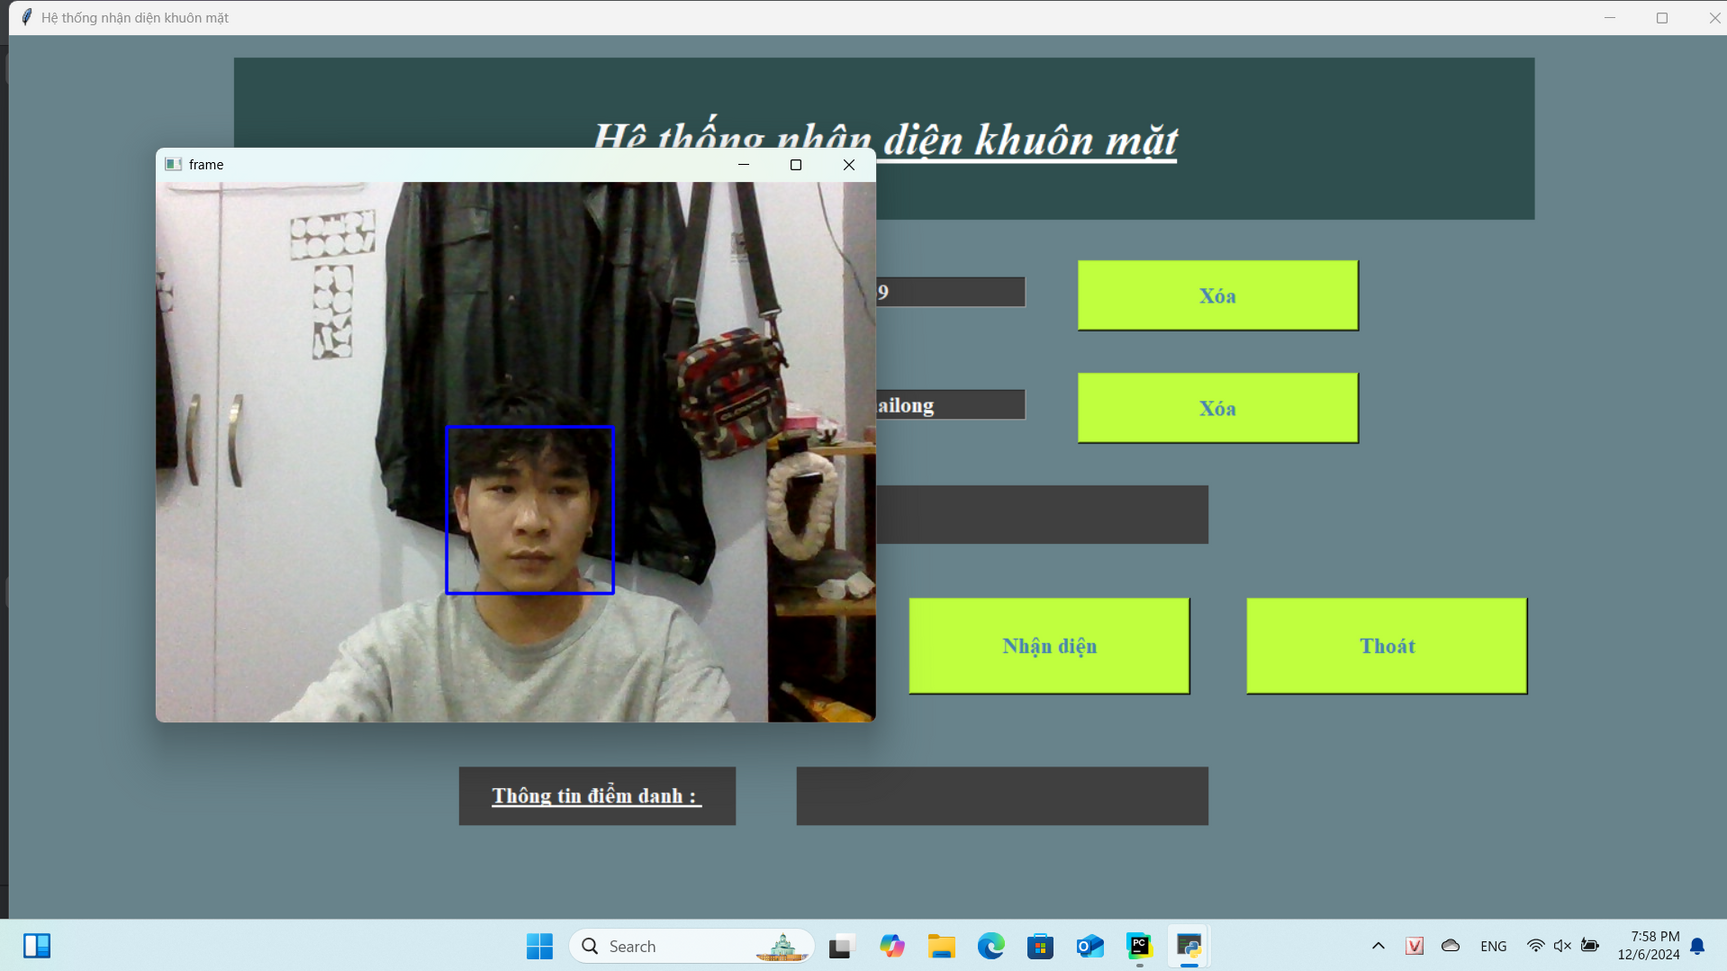 Hệ thống nhận diện khuôn mặt
Hệ thống nhận diện khuôn mặt
frame
9
Xóa
ailong
Xóa
Nhận diện
Thoát
Thông tin điểm danh :
Search
ENG
7:58 PM
12/6/2024
PC
V